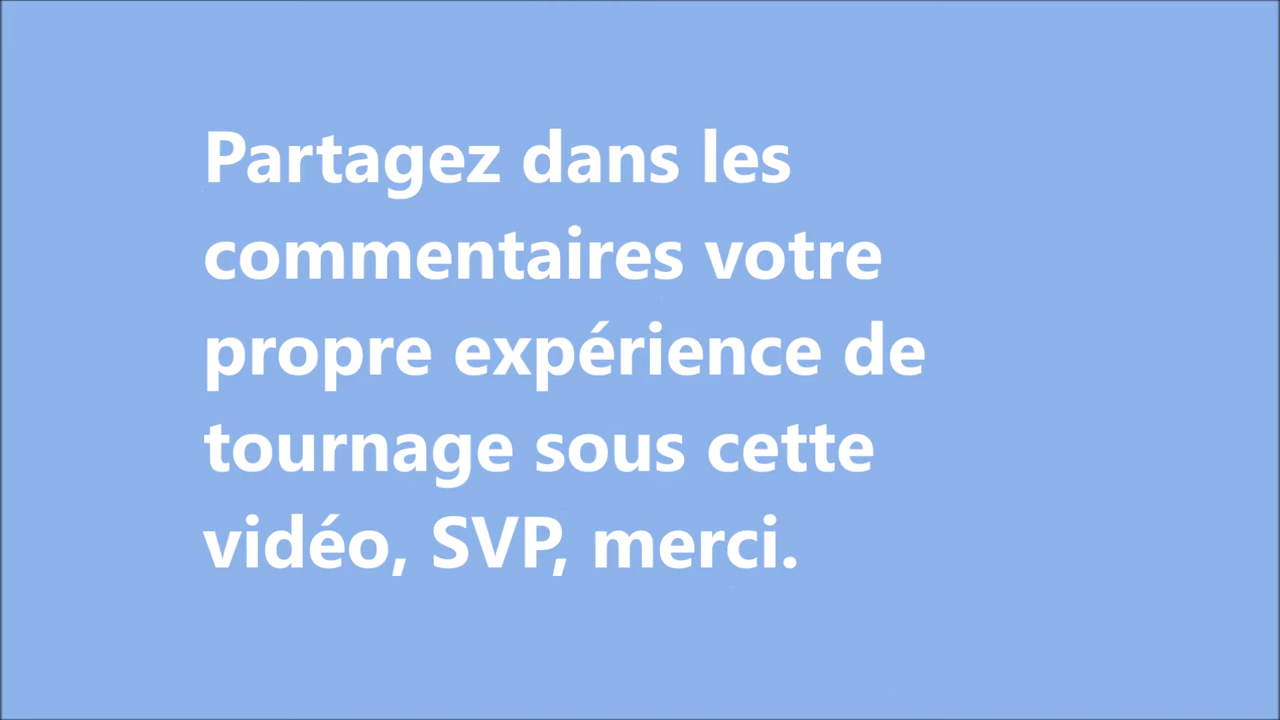 Partagez dans les
commentaires votre
propre expérience de
tournage sous cette
vidéo, SVP, merci.